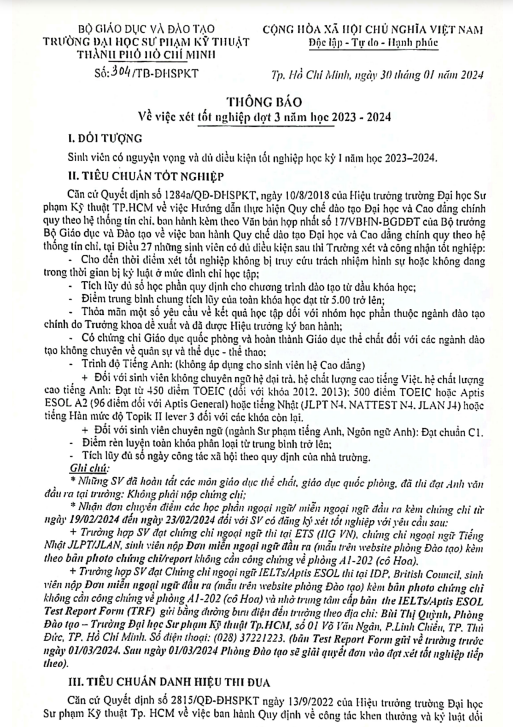 BỘ GIÁO DỤC VÀ ĐÀO TẠO
TRƯỜNG ĐẠI HỌC SƯ PHẠM KỸ THUẬT
THÀNH PHỐ HỒ CHÍ MINH
Số: 304/TB-ĐHSPKT
CỘNG HÒA XÃ HỘI CHỦ NGHĨA VIỆT NAM
Độc lập - Tự do - Hạnh phúc
Tp. Hồ Chí Minh, ngày 30 tháng 01 năm 2024
THÔNG BÁO
Về việc xét tốt nghiệp đợt 3 năm học 2023 - 2024
I. ĐỐI TƯỢNG
Sinh viên có nguyện vọng và đủ điều kiện tốt nghiệp học kỳ I năm học 2023–2024.
II. TIÊU CHUẨN TỐT NGHIỆP
Căn cứ Quyết định số 1284a/QĐ-ĐHSPKT, ngày 10/8/2018 của Hiệu trưởng trường Đại học Sư
phạm Kỹ thuật TP.HCM về việc Hướng dẫn thực hiện Quy chế đào tạo Đại học và Cao đẳng chính
quy theo hệ thống tín chỉ, ban hành kèm theo Văn bản hợp nhất số 17/VBHN-BGDĐT của Bộ trưởng
Bộ Giáo dục và Đào tạo về việc ban hành Quy chế đào tạo Đại học và Cao đẳng chính quy theo hệ
thống tín chỉ, tại Điều 27 những sinh viên có đủ điều kiện sau thì Trường xét và công nhận tốt nghiệp:
- Cho đến thời điểm xét tốt nghiệp không bị truy cứu trách nhiệm hình sự hoặc không đang
trong thời gian bị kỷ luật ở mức đình chỉ học tập;
- Tích lũy đủ số học phần quy định cho chương trình đào tạo từ đầu khóa học;
- Điểm trung bình chung tích lũy của toàn khóa học đạt từ 5.00 trở lên;
- Thỏa mãn một số yêu cầu về kết quả học tập đối với nhóm học phần thuộc ngành đào tạo
chính do Trưởng khoa đề xuất và đã được Hiệu trưởng ký ban hành;
- Có chứng chỉ Giáo dục quốc phòng và hoàn thành Giáo dục thể chất đối với các ngành đào
tạo không chuyên về quân sự và thể dục - thể thao;
- Trình độ Tiếng Anh: (không áp dụng cho sinh viên hệ Cao đẳng)
+ Đối với sinh viên không chuyên ngữ hệ đại trà, hệ chất lượng cao tiếng Việt, hệ chất lượng
cao tiếng Anh: Đạt từ 450 điểm TOEIC (đối với khóa 2012, 2013); 500 điểm TOEIC hoặc Aptis
ESOL A2 (96 điểm đối với Aptis General) hoặc tiếng Nhật (JLPT N4, NATTEST N4, JLAN J4) hoặc
tiếng Hàn mức độ Topik II lever 3 đối với các khóa còn lại.
+ Đối với sinh viên chuyên ngữ (ngành Sư phạm tiếng Anh, Ngôn ngữ Anh): Đạt chuẩn C1.
- Điểm rèn luyện toàn khóa phân loại từ trung bình trở lên;
- Tích lũy đủ số ngày công tác xã hội theo quy định của nhà trường.
Ghi chú:
* Những SV đã hoàn tất các môn giáo dục thể chất, giáo dục quốc phòng, đã thi đạt Anh văn
đầu ra tại trường: Không phải nộp chứng chỉ;
* Nhận đơn chuyển điểm các học phần ngoại ngữ/ miễn ngoại ngữ đầu ra kèm chứng chỉ từ
ngày 19/02/2024 đến ngày 23/02/2024 đối với SV có đăng ký xét tốt nghiệp với yêu cầu sau:
+ Trường hợp SV đạt chứng chỉ ngoại ngữ thi tại ETS (IIG VN), chứng chỉ ngoại ngữ Tiếng
Nhật JLPT/JLAN, sinh viên nộp Đơn miễn ngoại ngữ đầu ra (mẫu trên website phòng Đào tạo) kèm
theo bản photo chứng chỉ/report không cần công chứng về phòng A1-202 (cô Hoa).
+ Trường hợp SV đạt Chứng chỉ ngoại ngữ IELTs/Aptis ESOL thi tại IDP, British Council, sinh
viên nộp Đơn miễn ngoại ngữ đầu ra (mẫu trên website phòng Đào tạo) kèm bản photo chứng chỉ
không cần công chứng về phòng A1-202 (cô Hoa) và nhờ trung tâm cấp bản the IELTs/Aptis ESOL
Test Report Form (TRF) gửi bằng đường bưu điện đến trường theo địa chỉ: Bùi Thị Quỳnh, Phòng
Đào tạo – Trường Đại học Sư phạm Kỹ thuật Tp.HCM, số 01 Võ Văn Ngân, P.Linh Chiểu, TP. Thủ
Đức, TP. Hồ Chí Minh. Số điện thoại: (028) 37221223. (bản Test Report Form gửi về trường trước
ngày 01/03/2024. Sau ngày 01/03/2024 Phòng Đào tạo sẽ giải quyết đơn vào đợt xét tốt nghiệp tiếp
theo).
III. TIÊU CHUẨN DANH HIỆU THI ĐUA
Căn cứ Quyết định số 2815/QĐ-ĐHSPKT ngày 13/9/2022 của Hiệu trưởng trường Đại học
Sư phạm Kỹ thuật Tp. HCM về việc ban hành Quy định về công tác khen thưởng và kỷ luật đối